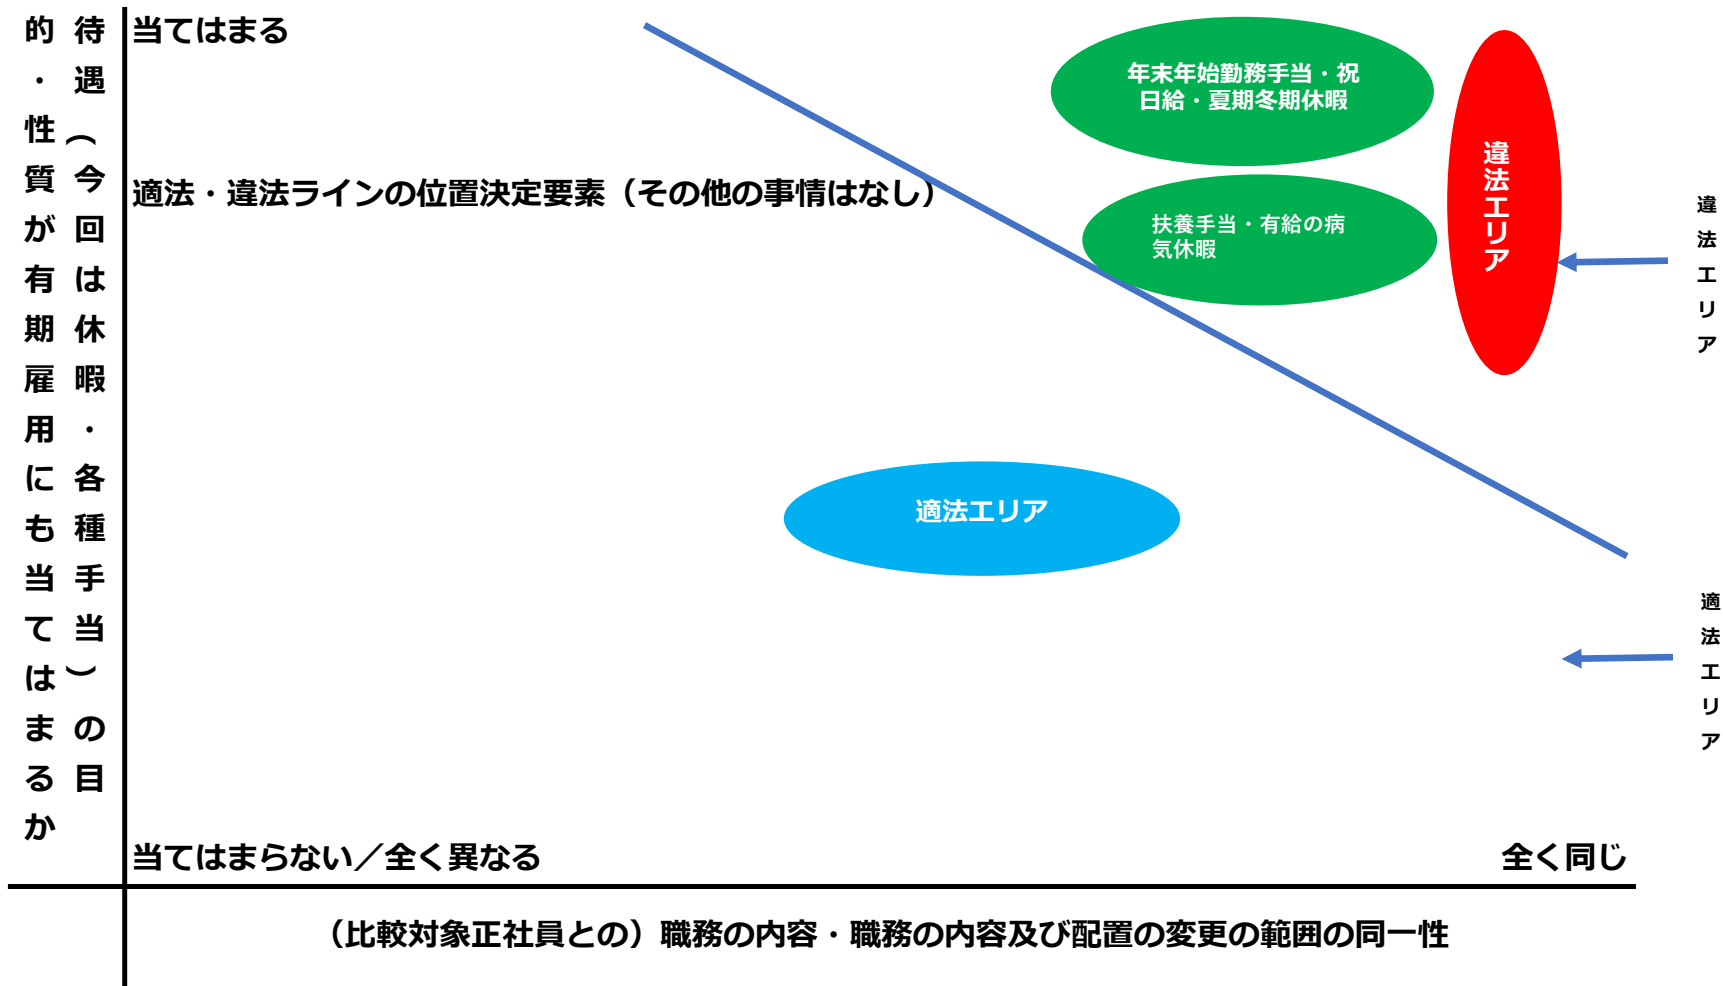 待遇（今回は休暇・各種手当）の目
的・性質が有期雇用にも当てはまるか
当てはまる
年末年始勤務手当・祝
日給・夏期冬期休暇
違法エリア
適法・違法ラインの位置決定要素（その他の事情はなし）
扶養手当・有給の病
気休暇
違法エリア
適法エリア
適法エリア
当てはまらない／全く異なる
全く同じ
（比較対象正社員との）職務の内容・職務の内容及び配置の変更の範囲の同一性